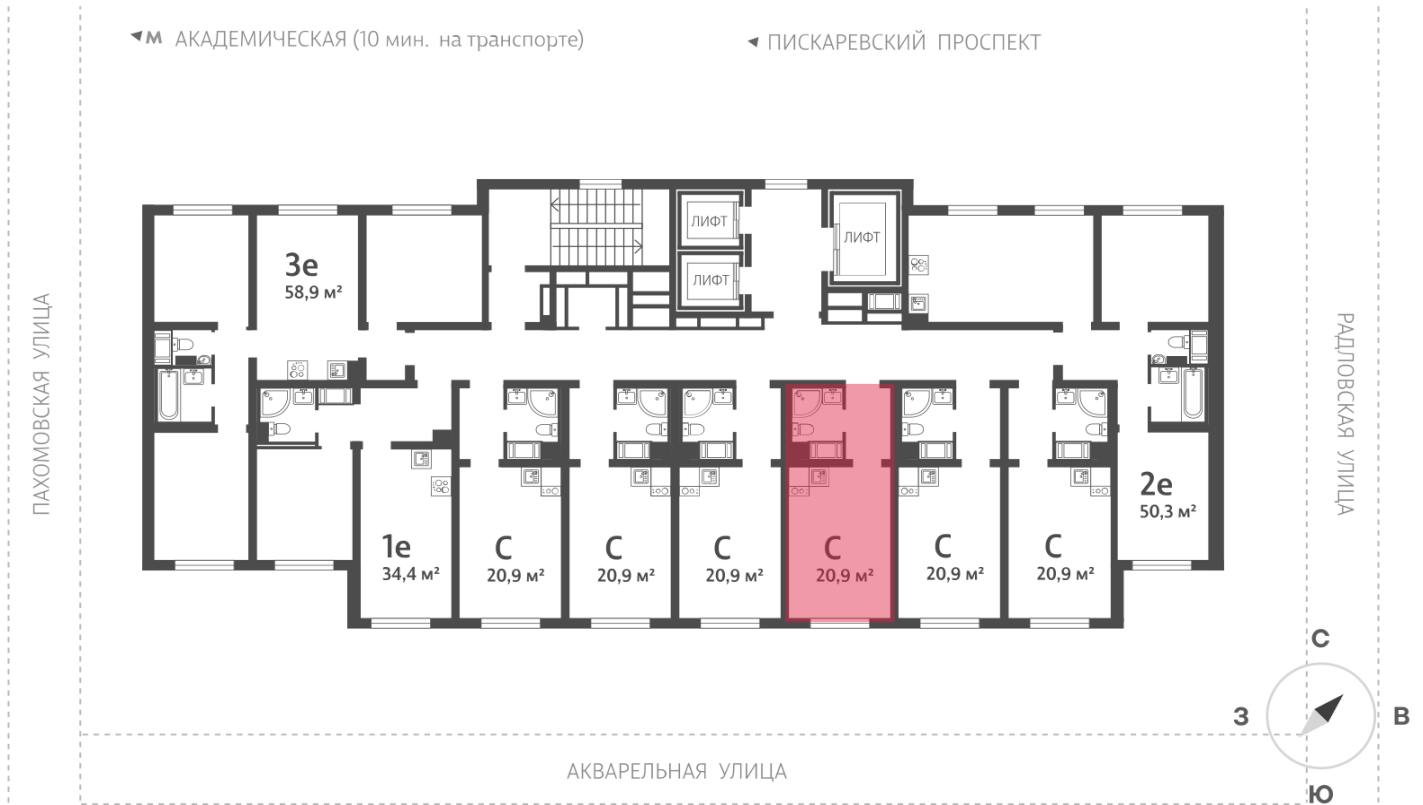 М АКАДЕМИЧЕСКАЯ (10 мин. на транспорте)
ПИСКАРЕВСКИЙ ПРОСПЕКТ
ПАХОМОВСКАЯ УЛИЦА
РАДЛОВСКАЯ УЛИЦА
ЛИФТ
ЛИФТ
ЛИФТ
3е
58,9 м²
2е
50,3 м²
1е
34,4 м²
С
20,9 м²
С
20,9 м²
С
20,9 м²
С
20,9 м²
С
20,9 м²
С
20,9 м²
С
З
В
Ю
АКВАРЕЛЬНАЯ УЛИЦА